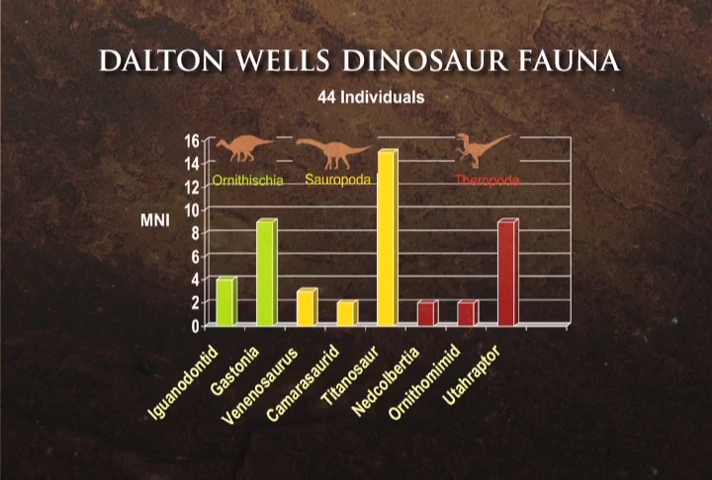 DALTON WELLS DINOSAUR FAUNA
44 Individuals
16
14
12
10
8
6
4
2
0
MNI
Ornithischia
Sauropoda
Theropoda
Iguanodontid
Gastonia
Venenosaurus
Camarasaurid
Titanosaur
Nedcolbertia
Ornithomimid
Utahraptor